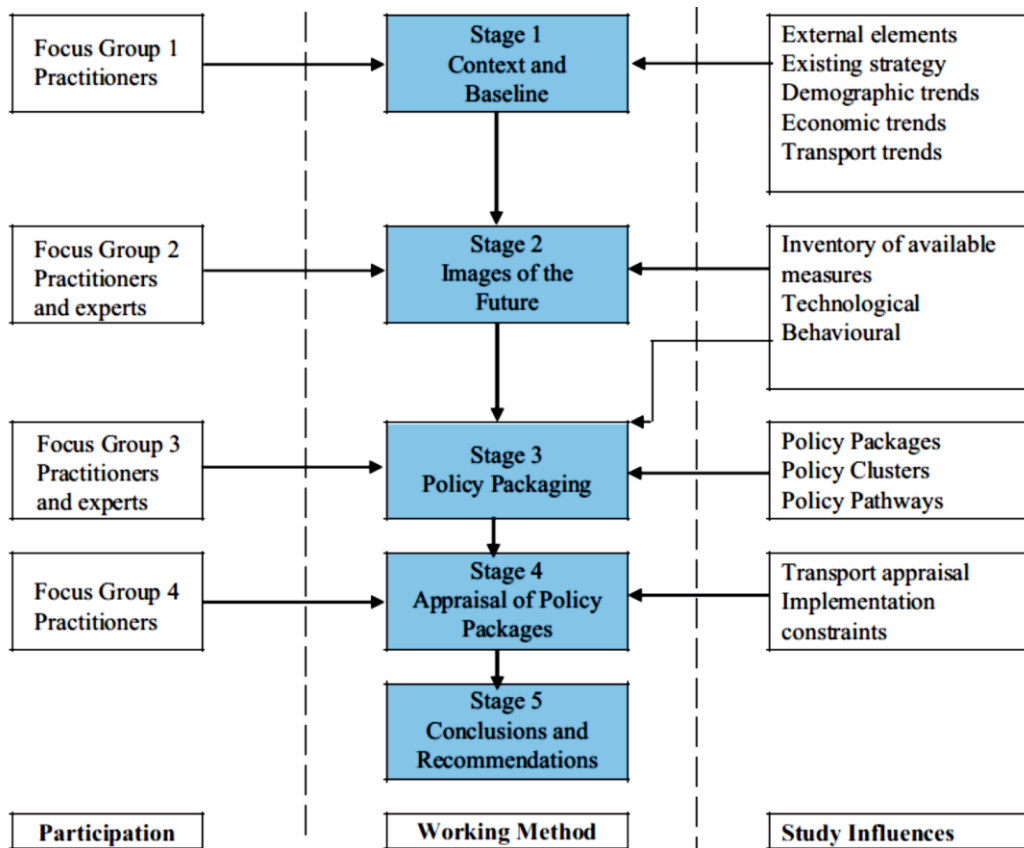 Focus Group 1
Practitioners
Stage 1
Context and
Baseline
External elements
Existing strategy
Demographic trends
Economic trends
Transport trends
Focus Group 2
Practitioners
and experts
Stage 2
Images of the
Future
Inventory of available
measures
Technological
Behavioural
Focus Group 3
Practitioners
and experts
Stage 3
Policy Packaging
Policy Packages
Policy Clusters
Policy Pathways
Focus Group 4
Practitioners
Stage 4
Appraisal of Policy
Packages
Transport appraisal
Implementation
constraints
Stage 5
Conclusions and
Recommendations
Participation
Working Method
Study Influences